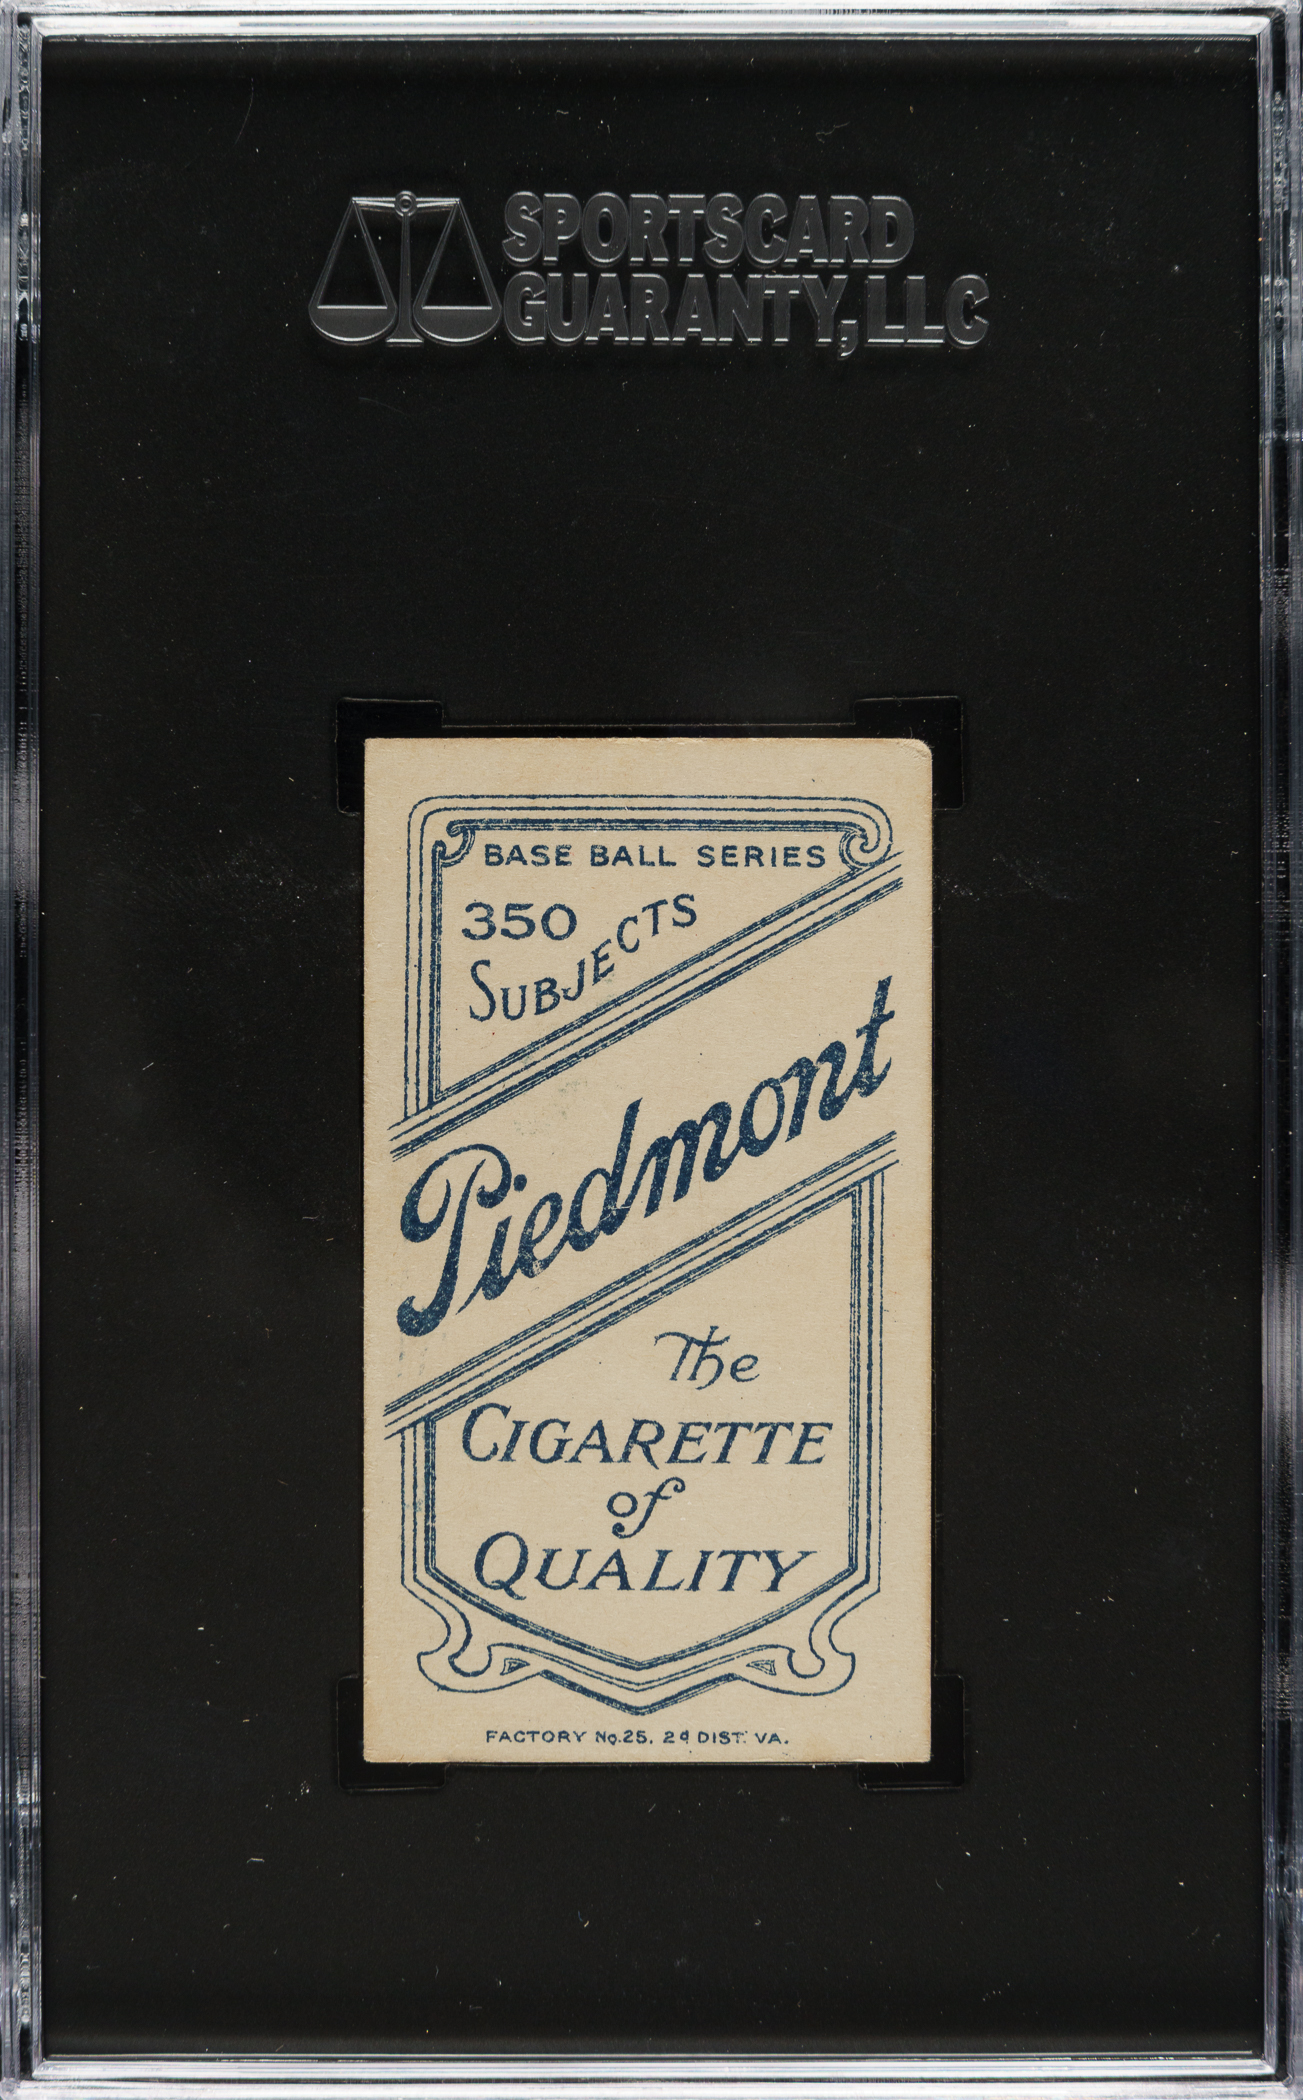 SPORTSCARD
GUARANTY, LLC
BASE BALL SERIES
350
SUBJECTS
Piedmont
The
CIGARETTE
of
QUALITY
FACTORY No. 25. 2d DIST. VA.